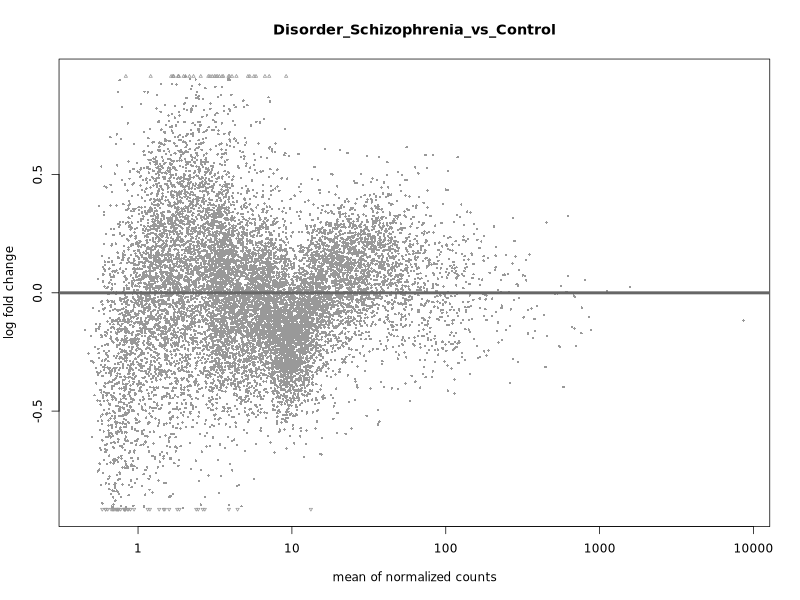 Disorder_Schizophrenia_vs_Control
log fold change
0.5
0.0
-0.5
1
10
100
1000
10000
mean of normalized counts